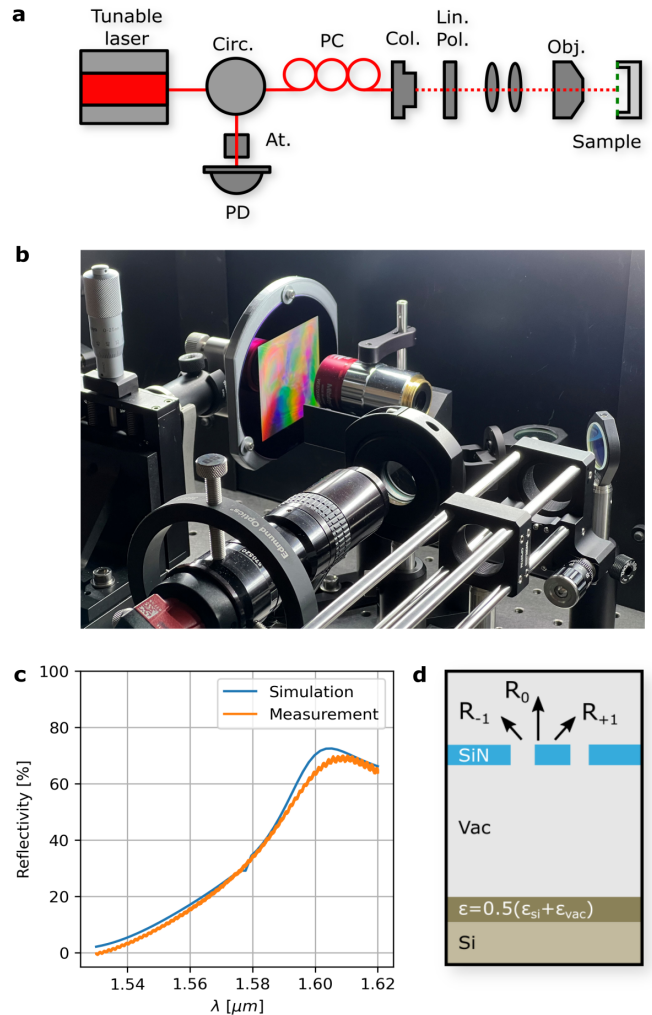 a
Tunable
laser
Circ.
PC
Col.
Lin.
Pol.
Obj.
At.
Sample
PD
b
Edmund Optics
c
100
80
60
40
20
0
Reflectivity [%]
Simulation
Measurement
1.54
1.56
1.58
1.60
1.62
λ [μm]
d
R₀
R₋₁
R₊₁
SiN
Vac
ε=0.5(εsi+εvac)
Si